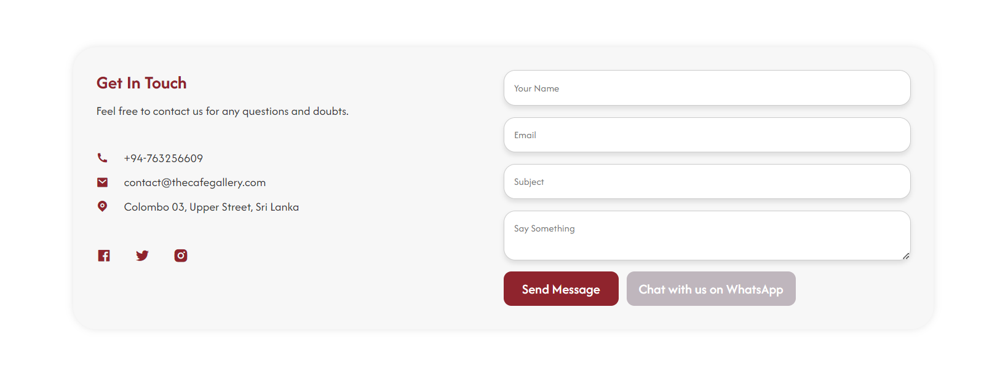 Get In Touch
Feel free to contact us for any questions and doubts.
+94-763256609
contact@thecafegallery.com
Colombo 03, Upper Street, Sri Lanka
Your Name
Email
Subject
Say Something
Send Message
Chat with us on WhatsApp